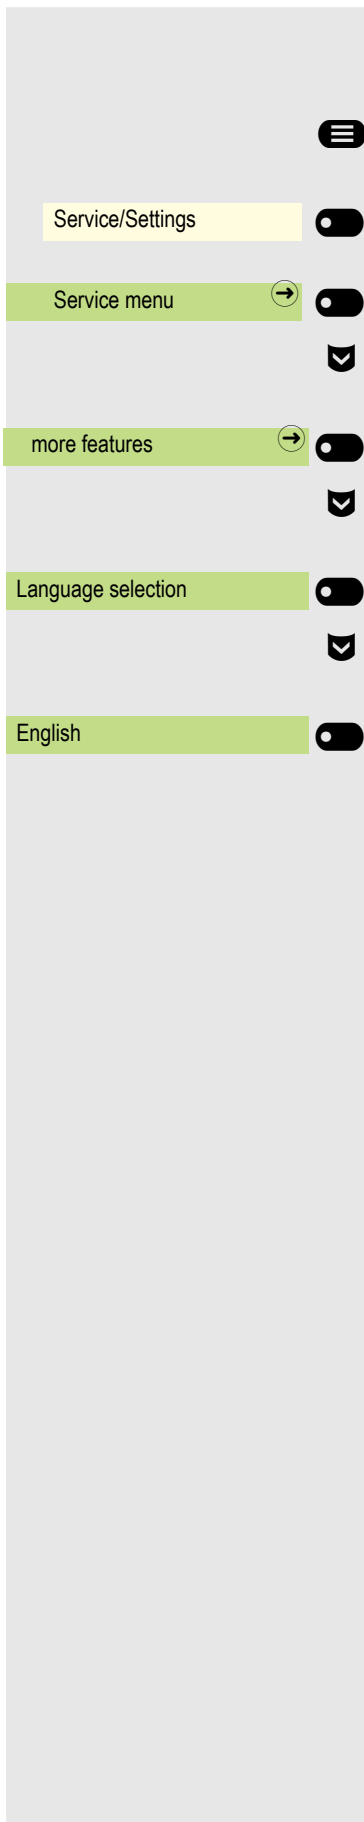 Service/Settings
Service menu
more features
Language selection
English